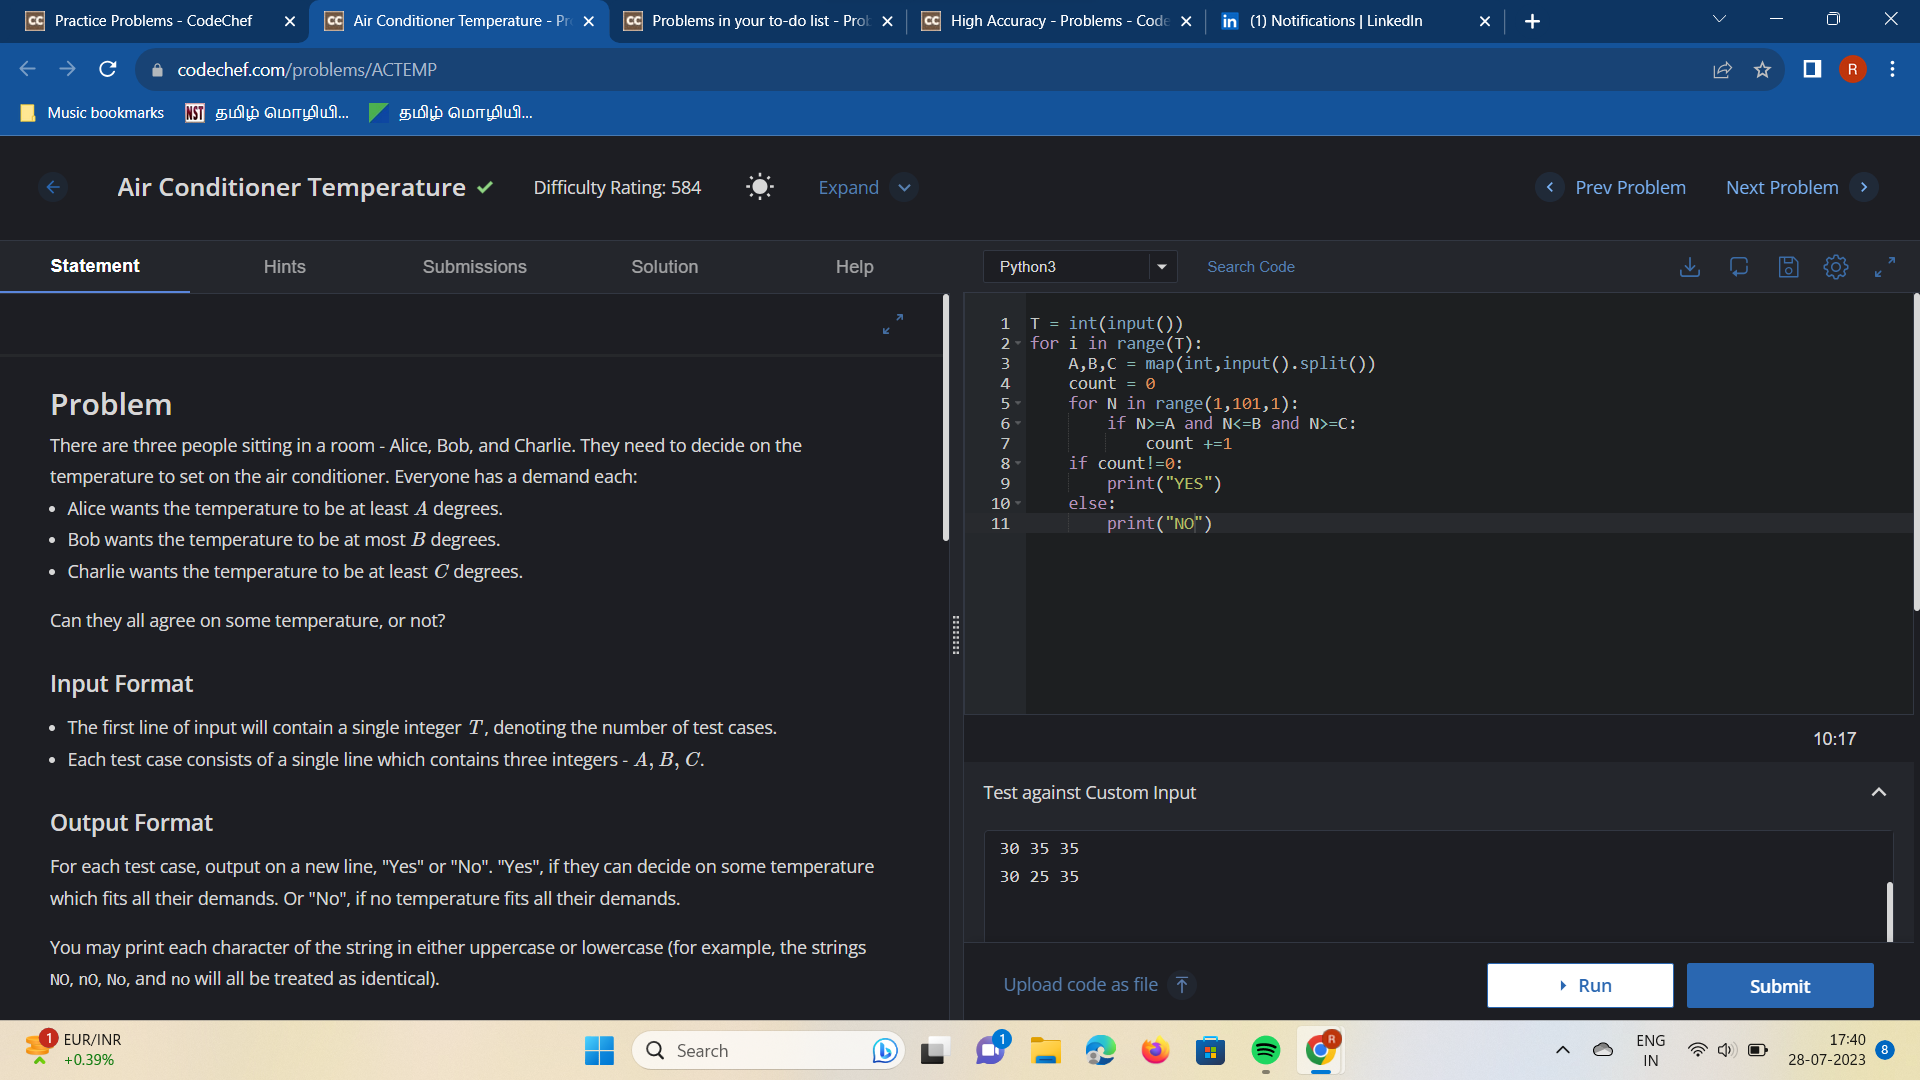 Practice Problems - CodeChef
Air Conditioner Temperature - Pr
Problems in your to-do list - Prob
High Accuracy - Problems - Code
(1) Notifications | LinkedIn
codechef.com/problems/ACTEMP
R
Music bookmarks
NST தமிழ் மொழியி...
தமிழ் மொழியி...
Air Conditioner Temperature
Difficulty Rating: 584
Expand
Prev Problem
Next Problem
Statement
Hints
Submissions
Solution
Help
Python3
Search Code
Problem
There are three people sitting in a room - Alice, Bob, and Charlie. They need to decide on the
temperature to set on the air conditioner. Everyone has a demand each:
• Alice wants the temperature to be at least A degrees.
• Bob wants the temperature to be at most B degrees.
• Charlie wants the temperature to be at least C degrees.
Can they all agree on some temperature, or not?
Input Format
• The first line of input will contain a single integer T, denoting the number of test cases.
• Each test case consists of a single line which contains three integers - A, B, C.
Output Format
For each test case, output on a new line, "Yes" or "No". "Yes", if they can decide on some temperature
which fits all their demands. Or "No", if no temperature fits all their demands.
You may print each character of the string in either uppercase or lowercase (for example, the strings
NO, nO, No, and no will all be treated as identical).
1 T = int(input())
2 for i in range(T):
3     A,B,C = map(int,input().split())
4     count = 0
5     for N in range(1,101,1):
6         if N>=A and N<=B and N>=C:
7             count +=1
8     if count!=0:
9         print("YES")
10     else:
11         print("NO")
10:17
Test against Custom Input
30 35 35
30 25 35
Upload code as file
Run
Submit
1
EUR/INR
+0.39%
Search
1
R
ENG
IN
17:40
28-07-2023
8